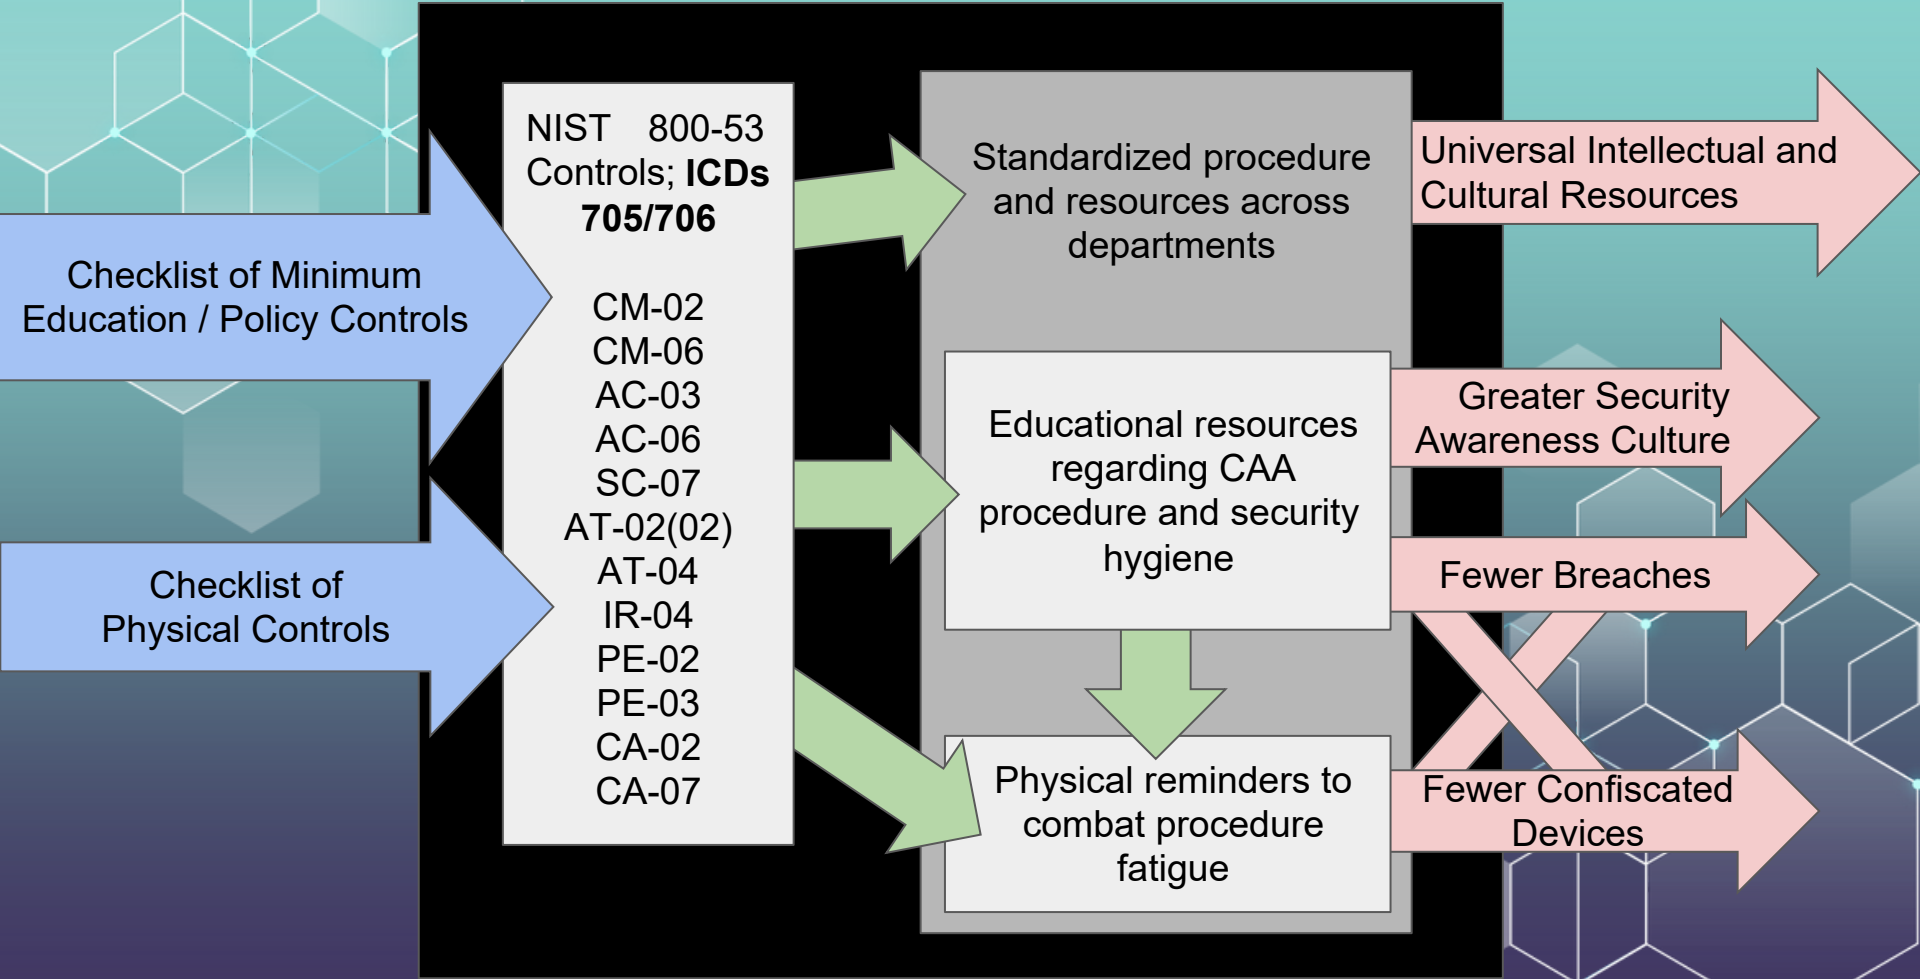 Checklist of Minimum
Education / Policy Controls
Checklist of
Physical Controls
NIST 800-53
Controls; ICDs
705/706
CM-02
CM-06
AC-03
AC-06
SC-07
AT-02(02)
AT-04
IR-04
PE-02
PE-03
CA-02
CA-07
Standardized procedure
and resources across
departments
Educational resources
regarding CAA
procedure and security
hygiene
Physical reminders to
combat procedure
fatigue
Universal Intellectual and
Cultural Resources
Greater Security
Awareness Culture
Fewer Breaches
Fewer Confiscated
Devices